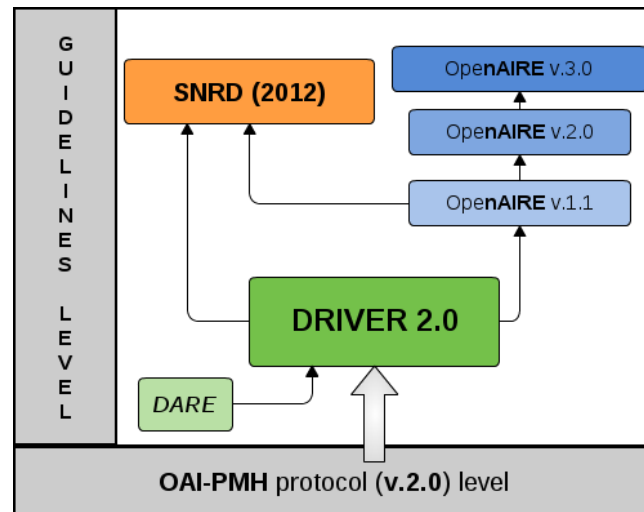 GUIDELINES LEVEL
SNRD (2012)
OpenAIRE v.3.0
OpenAIRE v.2.0
OpenAIRE v.1.1
DRIVER 2.0
DARE
OAI-PMH protocol (v.2.0) level